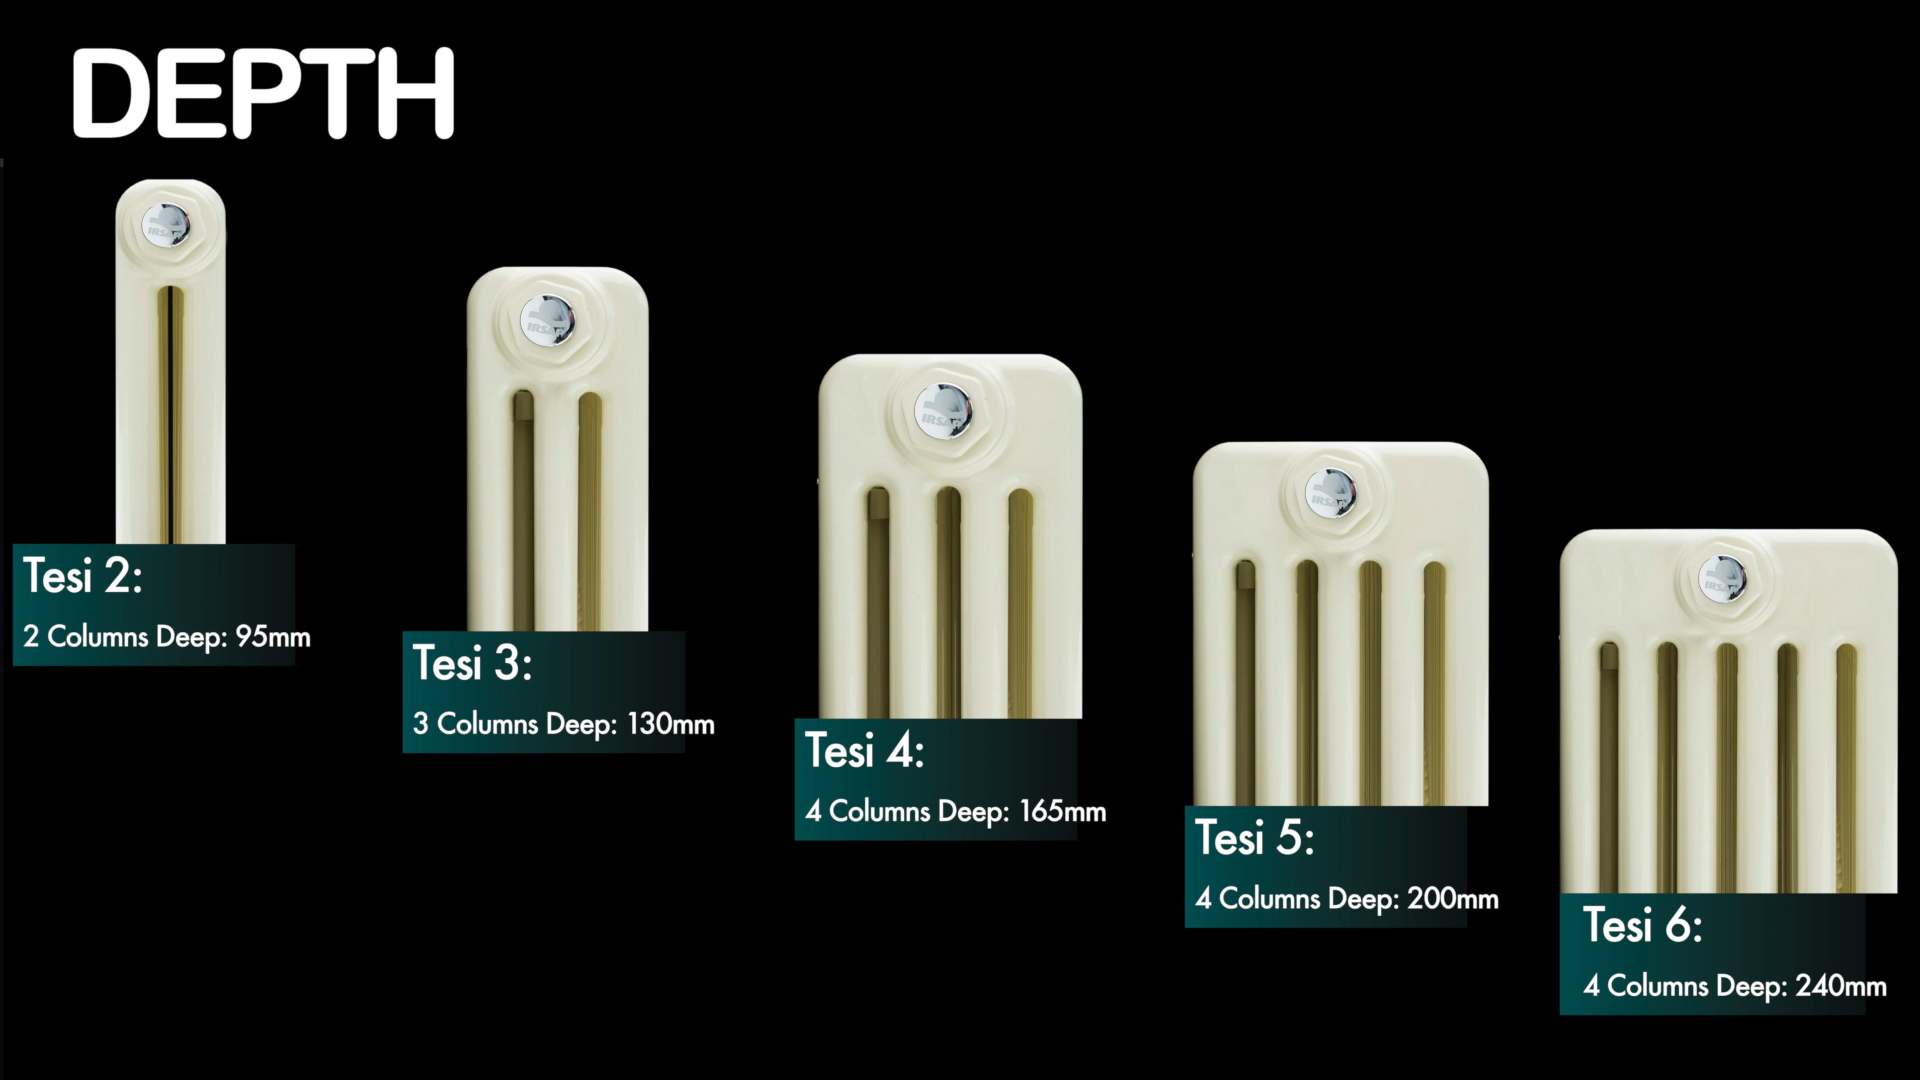 DEPTH
Tesi 2:
2 Columns Deep: 95mm
Tesi 3:
3 Columns Deep: 130mm
Tesi 4:
4 Columns Deep: 165mm
Tesi 5:
4 Columns Deep: 200mm
Tesi 6:
4 Columns Deep: 240mm